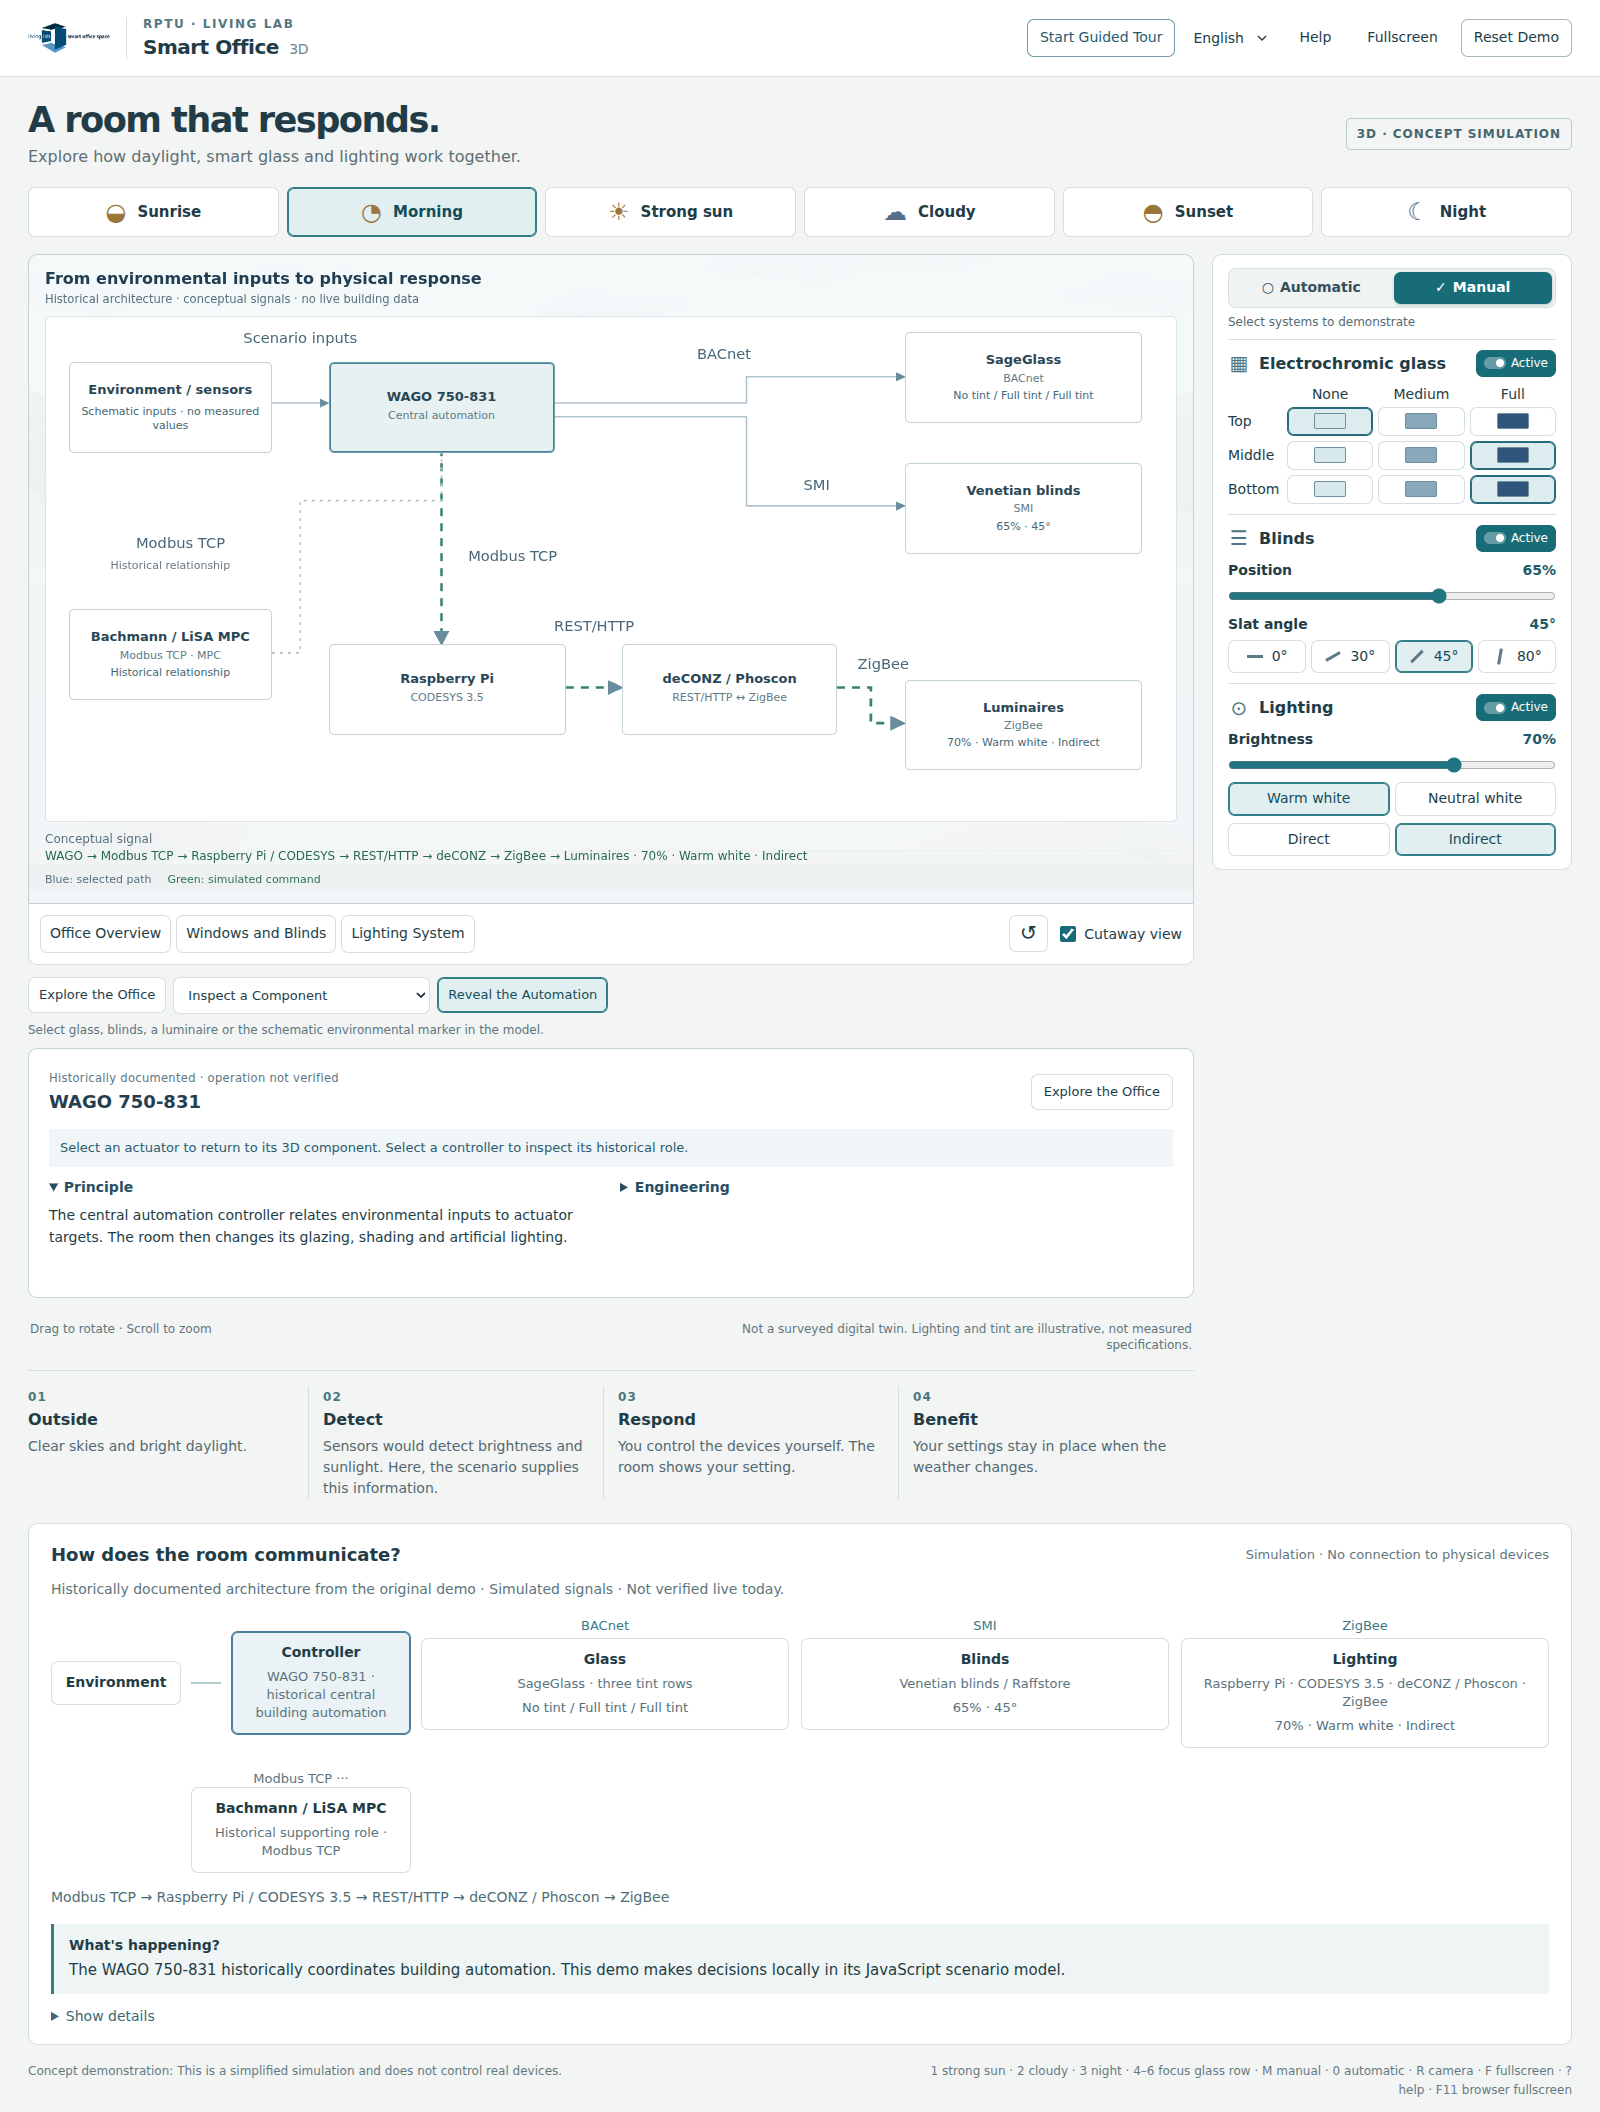 living lab smart office space
RPTU · LIVING LAB
Smart Office 3D
Start Guided Tour
English
Help
Fullscreen
Reset Demo
A room that responds.
Explore how daylight, smart glass and lighting work together.
3D · CONCEPT SIMULATION
Sunrise
Morning
Strong sun
Cloudy
Sunset
Night
From environmental inputs to physical response
Historical architecture · conceptual signals · no live building data
Scenario inputs
Environment / sensors
Schematic inputs · no measured
values
WAGO 750-831
Central automation
BACnet
SageGlass
BACnet
No tint / Full tint / Full tint
SMI
Venetian blinds
SMI
65% · 45°
Modbus TCP
Historical relationship
Modbus TCP
Bachmann / LiSA MPC
Modbus TCP · MPC
Historical relationship
REST/HTTP
Raspberry Pi
CODESYS 3.5
deCONZ / Phoscon
REST/HTTP ↔ ZigBee
ZigBee
Luminaires
ZigBee
70% · Warm white · Indirect
Conceptual signal
WAGO → Modbus TCP → Raspberry Pi / CODESYS → REST/HTTP → deCONZ → ZigBee → Luminaires · 70% · Warm white · Indirect
Blue: selected path Green: simulated command
Office Overview
Windows and Blinds
Lighting System
↺
Cutaway view
○ Automatic
✓ Manual
Select systems to demonstrate
Electrochromic glass
Active
None Medium Full
Top
Middle
Bottom
Blinds
Active
Position 65%
Slat angle 45°
0°
30°
45°
80°
Lighting
Active
Brightness 70%
Warm white
Neutral white
Direct
Indirect
Explore the Office
Inspect a Component
Reveal the Automation
Select glass, blinds, a luminaire or the schematic environmental marker in the model.
Historically documented · operation not verified
WAGO 750-831
Explore the Office
Select an actuator to return to its 3D component. Select a controller to inspect its historical role.
▼ Principle
The central automation controller relates environmental inputs to actuator
targets. The room then changes its glazing, shading and artificial lighting.
▶ Engineering
Drag to rotate · Scroll to zoom
Not a surveyed digital twin. Lighting and tint are illustrative, not measured
specifications.
01
Outside
Clear skies and bright daylight.
02
Detect
Sensors would detect brightness and
sunlight. Here, the scenario supplies
this information.
03
Respond
You control the devices yourself. The
room shows your setting.
04
Benefit
Your settings stay in place when the
weather changes.
How does the room communicate?
Simulation · No connection to physical devices
Historically documented architecture from the original demo · Simulated signals · Not verified live today.
Environment
Controller
WAGO 750-831 ·
historical central
building automation
BACnet
Glass
SageGlass · three tint rows
No tint / Full tint / Full tint
SMI
Blinds
Venetian blinds / Raffstore
65% · 45°
ZigBee
Lighting
Raspberry Pi · CODESYS 3.5 · deCONZ / Phoscon ·
ZigBee
70% · Warm white · Indirect
Modbus TCP ···
Bachmann / LiSA MPC
Historical supporting role ·
Modbus TCP
Modbus TCP → Raspberry Pi / CODESYS 3.5 → REST/HTTP → deCONZ / Phoscon → ZigBee
What's happening?
The WAGO 750-831 historically coordinates building automation. This demo makes decisions locally in its JavaScript scenario model.
▶ Show details
Concept demonstration: This is a simplified simulation and does not control real devices.
1 strong sun · 2 cloudy · 3 night · 4–6 focus glass row · M manual · 0 automatic · R camera · F fullscreen · ?
help · F11 browser fullscreen